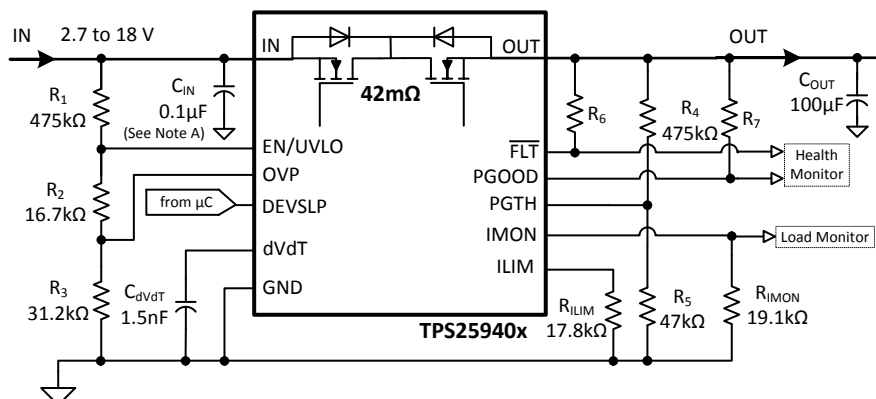 IN
2.7 to 18 V
R1
475kΩ
CIN
0.1µF
(See Note A)
R2
16.7kΩ
R3
31.2kΩ
from µC
CdVdT
1.5nF
IN
OUT
42mΩ
EN/UVLO
OVP
DEVSLP
dVdT
GND
FLT
PGOOD
PGTH
IMON
ILIM
TPS25940x
OUT
COUT
100µF
R6
R4
475kΩ
R7
Health
Monitor
Load Monitor
RILIM
17.8kΩ
R5
47kΩ
RIMON
19.1kΩ